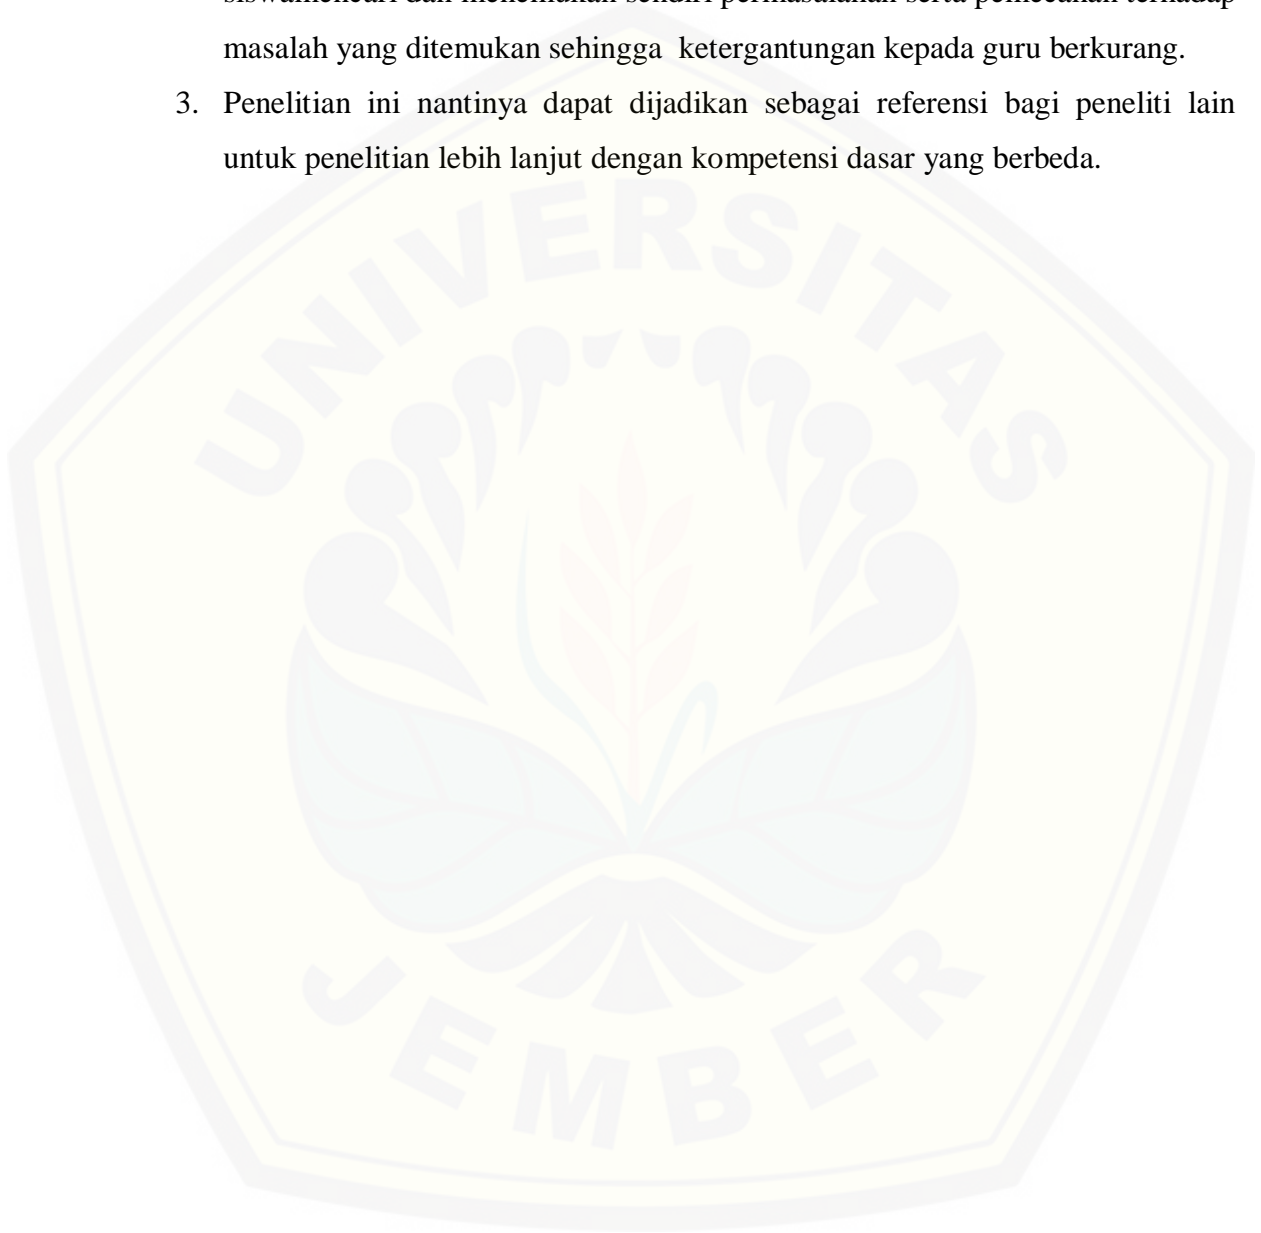 siswamencari dan menemukan sendiri permasalahan serta pemecahan terhadap
masalah yang ditemukan sehingga ketergantungan kepada guru berkurang.
3. Penelitian ini nantinya dapat dijadikan sebagai referensi bagi peneliti lain
untuk penelitian lebih lanjut dengan kompetensi dasar yang berbeda.
UNIVERSITAS
JEMBER